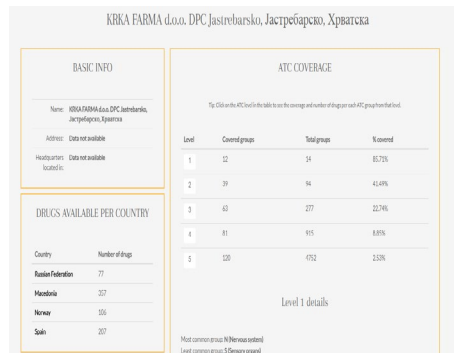 KRKA FARMA d.o.o. DPC Jastrebarsko, Јастребарско, Хрватска
BASIC INFO
Name: KRKA FARMA d.o.o. DPC Jastrebarsko,
Јастребарско, Хрватска
Address: Data not available
Headquarters Data not available
located in:
DRUGS AVAILABLE PER COUNTRY
Country Number of drugs
Russian Federation 77
Macedonia 357
Norway 106
Spain 207
ATC COVERAGE
Tip: Click on the ATC level in the table to see the coverage and number of drugs per each ATC group from that level.
Level Covered groups Total groups % covered
1 12 14 85.71%
2 39 94 41.49%
3 63 277 22.74%
4 81 915 8.85%
5 120 4752 2.53%
Level 1 details
Most common group: N (Nervous system)
Least common group: S (Sensory organs)